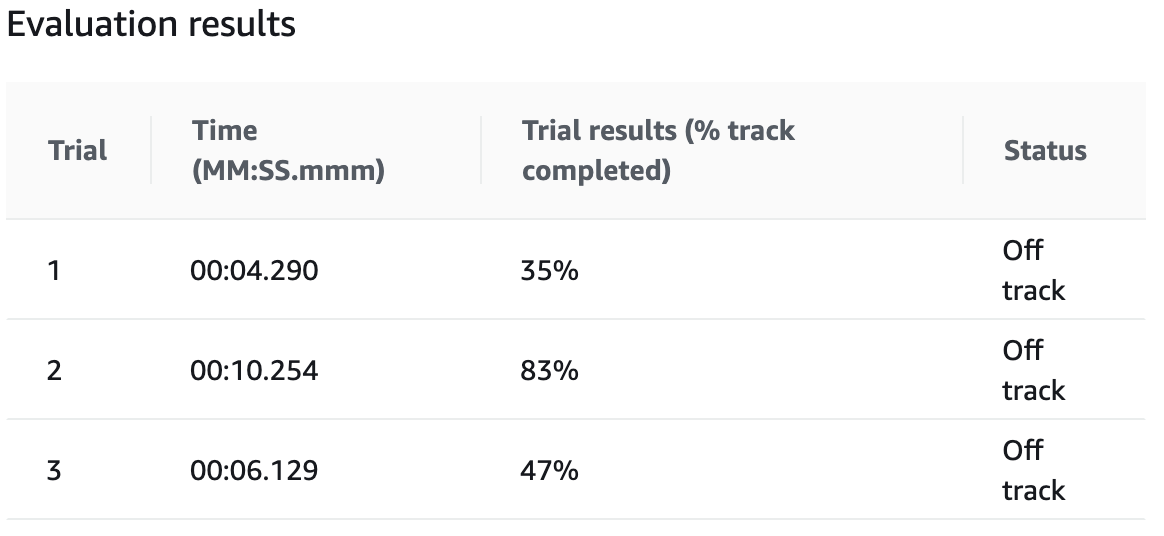 Evaluation results
Trial
Time
(MM:SS.mmm)
Trial results (% track
completed)
Status
1
00:04.290
35%
Off
track
2
00:10.254
83%
Off
track
3
00:06.129
47%
Off
track